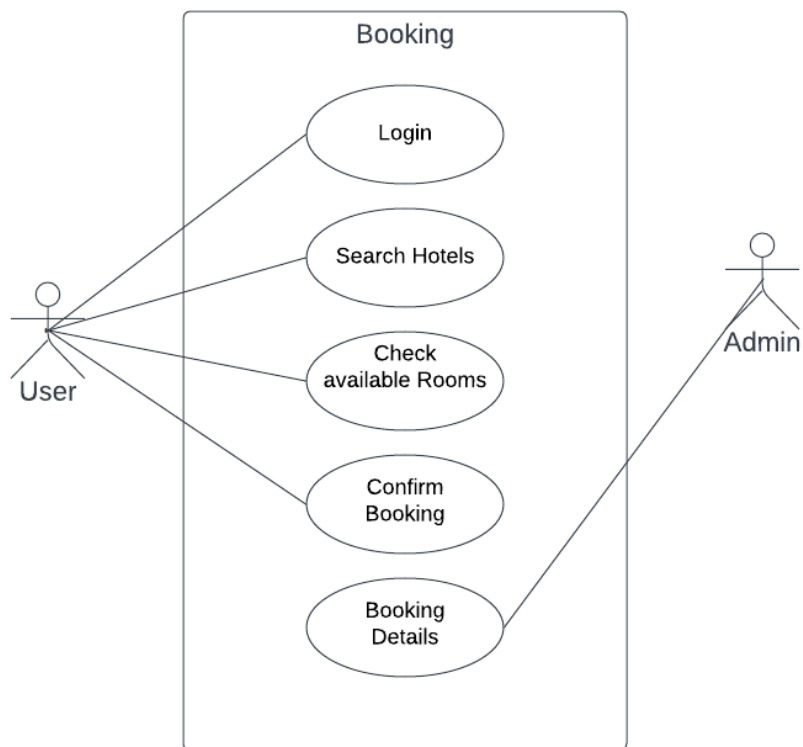 Booking
Login
Search Hotels
Check
available Rooms
Confirm
Booking
Booking
Details
User
Admin